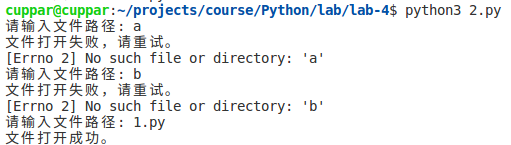 cuppar@cuppar:~/projects/course/Python/lab/lab-4$ python3 2.py
请输入文件路径: a
文件打开失败，请重试。
[Errno 2] No such file or directory: 'a'
请输入文件路径: b
文件打开失败，请重试。
[Errno 2] No such file or directory: 'b'
请输入文件路径: 1.py
文件打开成功。